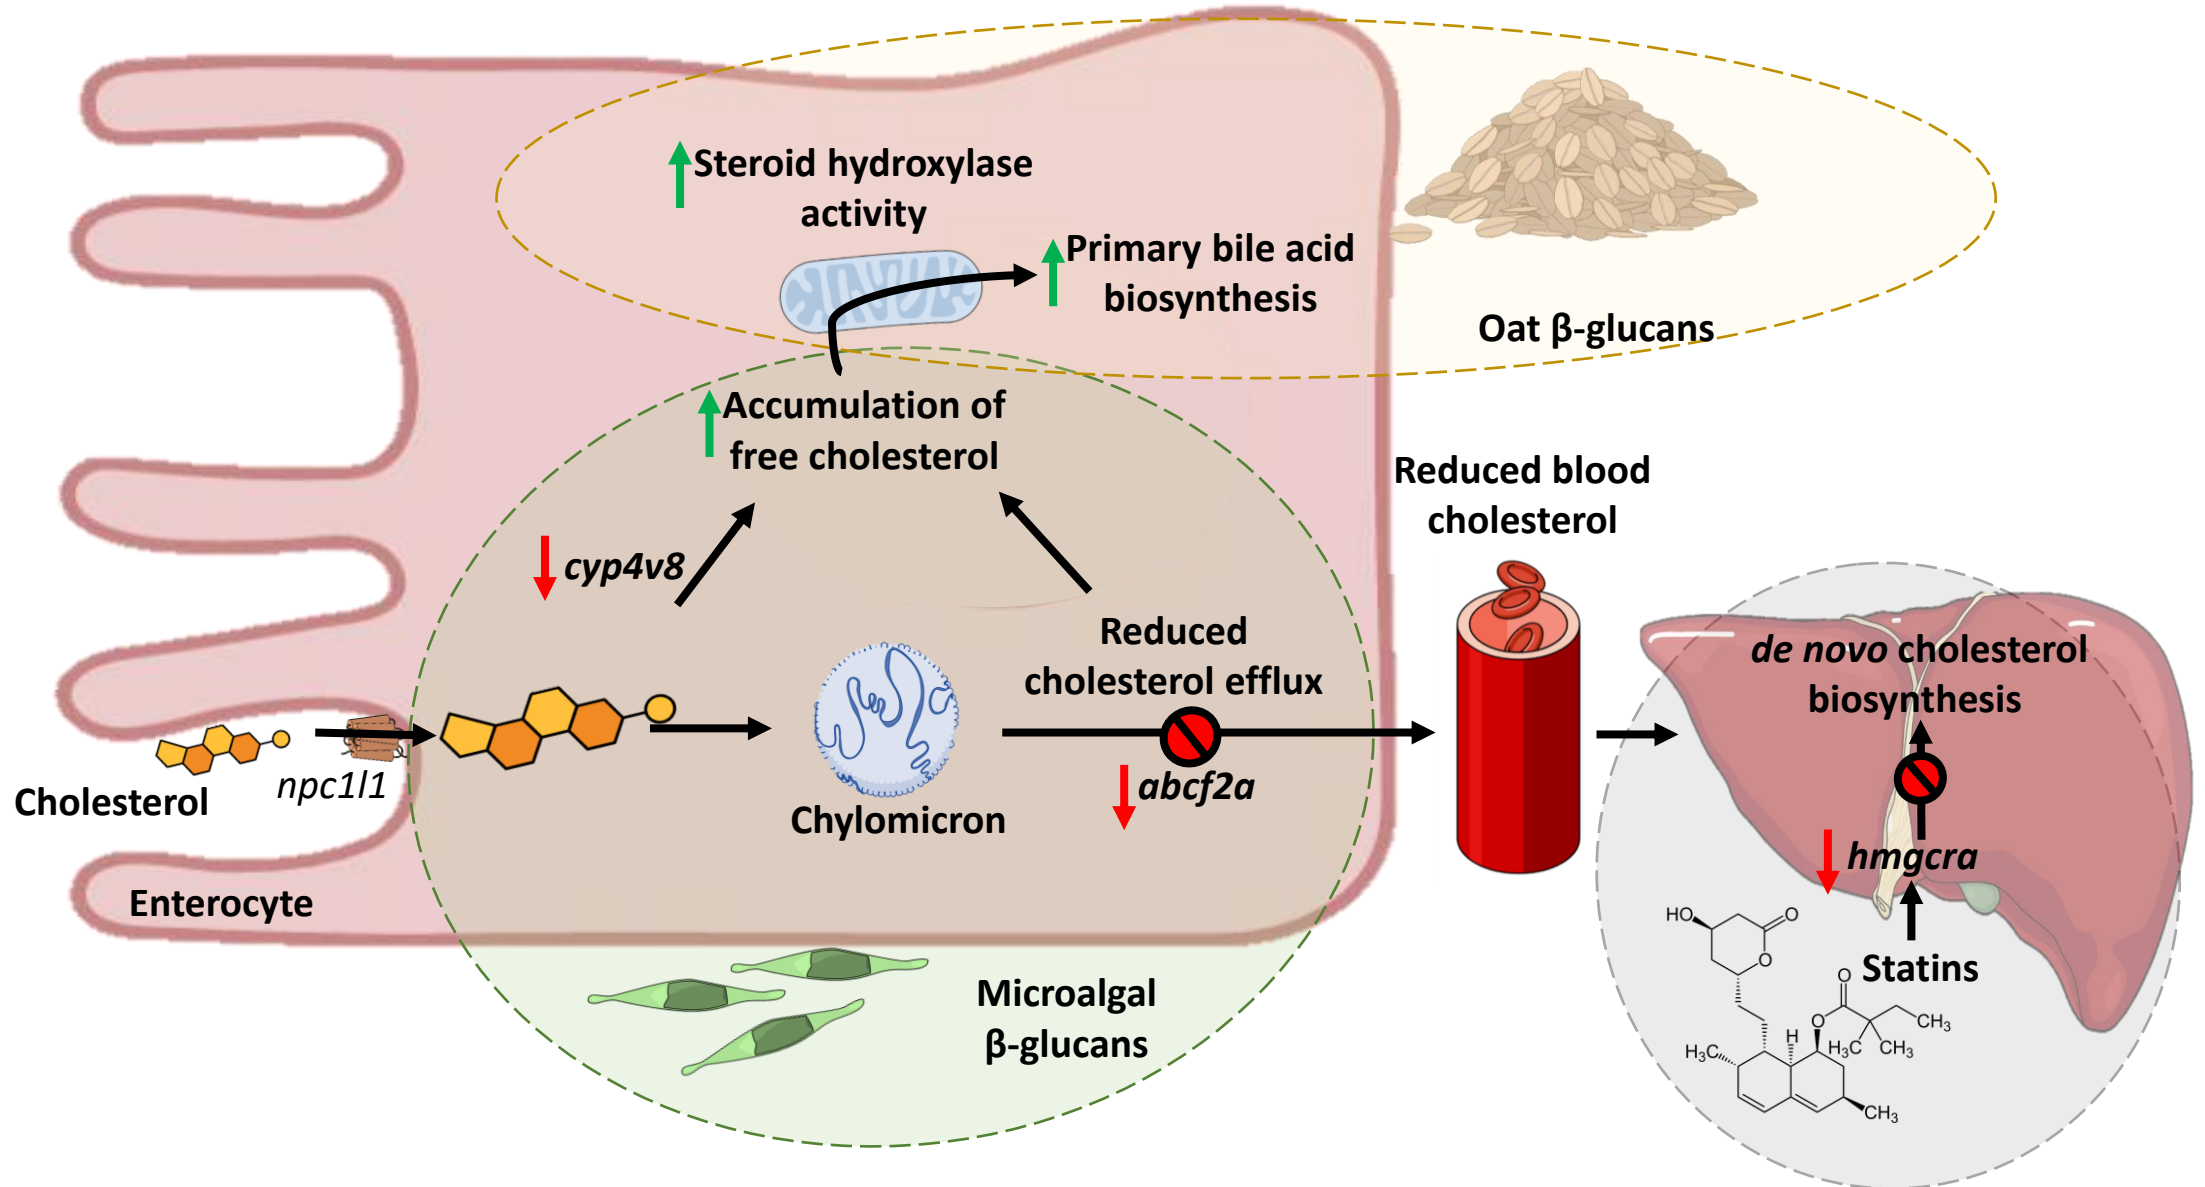 Steroid hydroxylase
activity
Primary bile acid
biosynthesis
Oat β-glucans
Accumulation of
free cholesterol
Reduced blood
cholesterol
cyp4v8
Reduced
cholesterol efflux
de novo cholesterol
biosynthesis
Cholesterol
npc1l1
Chylomicron
abcf2a
hmgcra
Enterocyte
Statins
Microalgal
β-glucans
HO
O
O
O
O
CH₃
H
H₃C
CH₃
H₃C
CH₃